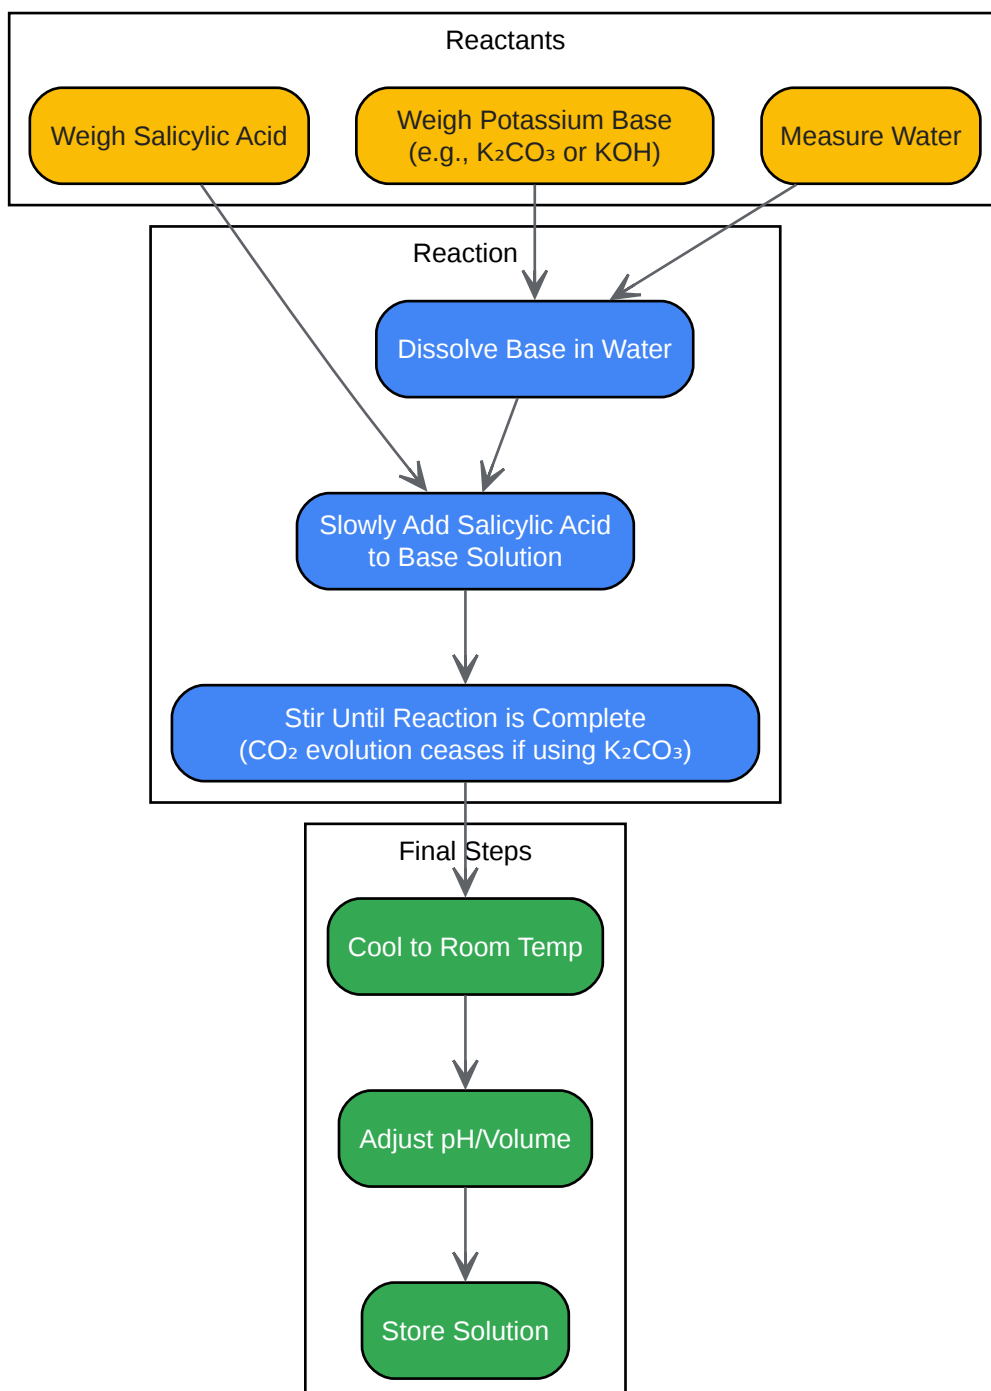 Reactants
Weigh Salicylic Acid
Weigh Potassium Base
(e.g., K₂CO₃ or KOH)
Measure Water
Reaction
Dissolve Base in Water
Slowly Add Salicylic Acid
to Base Solution
Stir Until Reaction is Complete
(CO₂ evolution ceases if using K₂CO₃)
Final Steps
Cool to Room Temp
Adjust pH/Volume
Store Solution